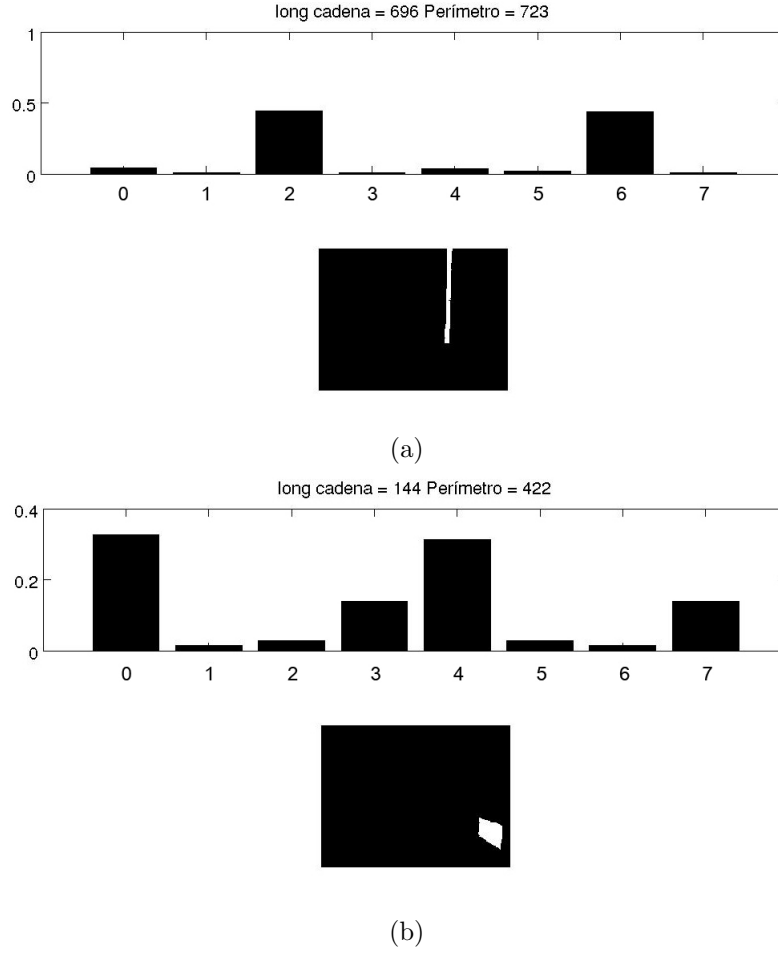 long cadena = 696 Perímetro = 723
1
0.5
0
0 1 2 3 4 5 6 7
(a)
long cadena = 144 Perímetro = 422
0.4
0.2
0
0 1 2 3 4 5 6 7
(b)